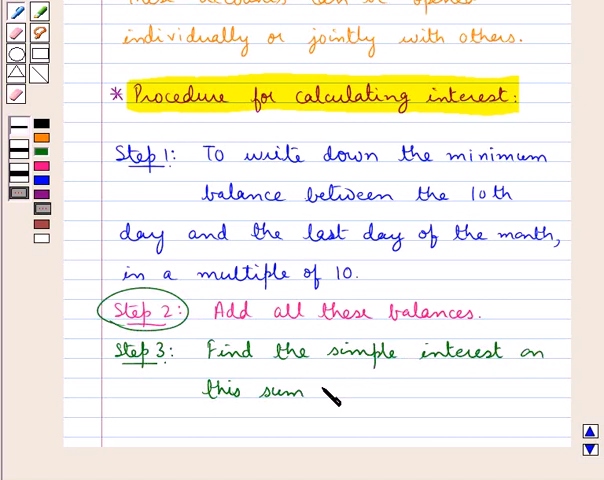 individually or jointly with others.
* Procedure for calculating interest:
Step 1: To write down the minimum
balance between the 10th
day and the last day of the month,
in a multiple of 10.
Step 2: Add all these balances.
Step 3: Find the simple interest on
this sum